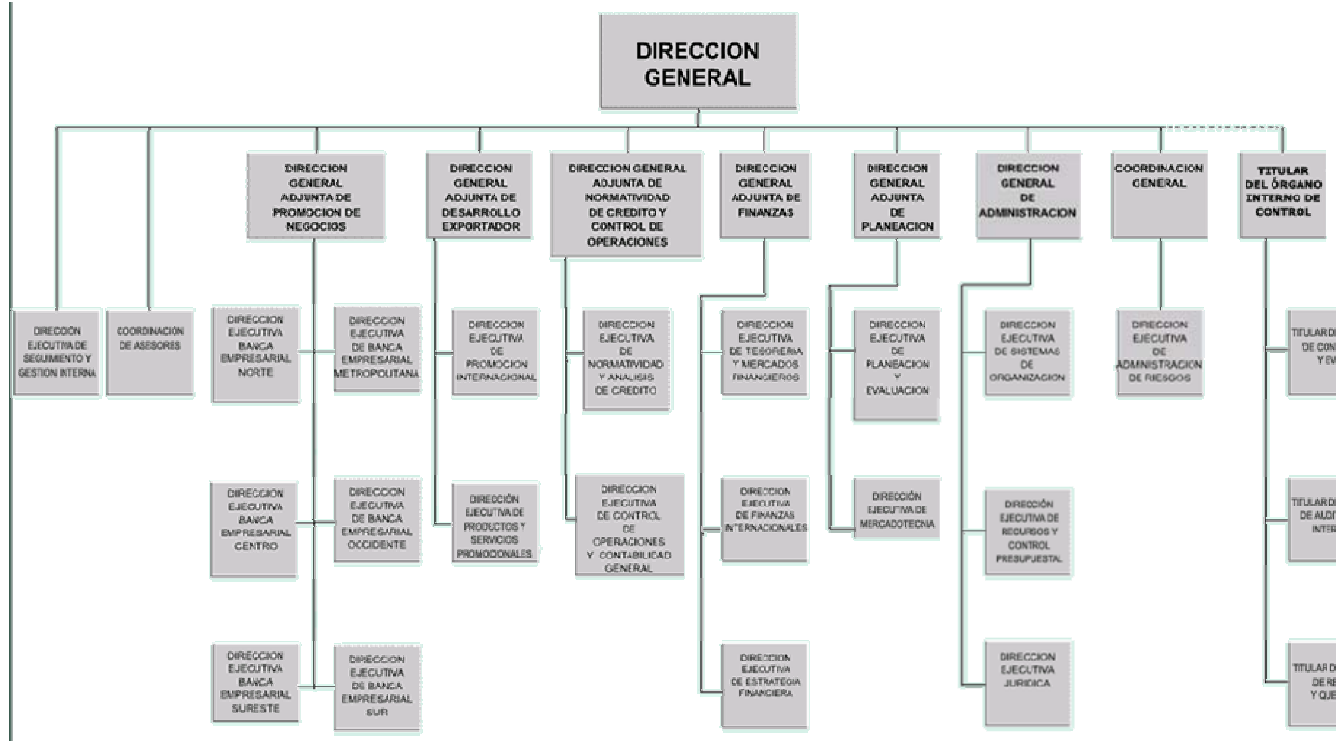 DIRECCION
GENERAL
DIRECCION
GENERAL
ADJUNTA DE
PROMOCION DE
NEGOCIOS
DIRECCION
GENERAL
ADJUNTA DE
DESARROLLO
EXPORTADOR
DIRECCION GENERAL
ADJUNTA DE
NORMATIVIDAD
DE CREDITO Y
CONTROL DE
OPERACIONES
DIRECCION
GENERAL
ADJUNTA DE
FINANZAS
DIRECCION
GENERAL
ADJUNTA
DE
PLANEACION
DIRECCION
GENERAL
DE
ADMINISTRACION
COORDINACION
GENERAL
TITULAR
DEL ÓRGANO
INTERNO DE
CONTROL
DIRECCIÓN
EJECUTIVA DE
SEGUIMIENTO Y
GESTION INTERNA
COORDINACION
DE ASESORES
DIRECCION
EJECUTIVA
BANCA
EMPRESARIAL
NORTE
DIRECCION
EJECUTIVA
DE BANCA
EMPRESARIAL
METROPOLITANA
DIRECCION
EJECUTIVA
DE
PROMOCION
INTERNACIONAL
DIRECCION
EJECUTIVA
DE
NORMATIVIDAD
Y ANALISIS
DE CREDITO
DIRECCION
EJECUTIVA
DE TESORERIA
Y MERCADOS
FINANCIEROS
DIRECCION
EJECUTIVA
DE
PLANEACION
Y
EVALUACION
DIRECCION
EJECUTIVA
DE SISTEMAS
DE
ORGANIZACION
DIRECCION
EJECUTIVA
DE
ADMINISTRACION
DE RIESGOS
TITULAR
DE
Y
DIRECCION
EJECUTIVA
BANCA
EMPRESARIAL
CENTRO
DIRECCION
EJECUTIVA
DE BANCA
EMPRESARIAL
OCCIDENTE
DIRECCIÓN
EJECUTIVA DE
PRODUCTOS Y
SERVICIOS
PROMOCIONALES
DIRECCION
EJECUTIVA
DE CONTROL
DE
OPERACIONES
Y CONTABILIDAD
GENERAL
DIRECCION
EJECUTIVA
DE FINANZAS
INTERNACIONALES
DIRECCIÓN
EJECUTIVA DE
MERCADOTECNIA
DIRECCIÓN
EJECUTIVA DE
RECURSOS Y
CONTROL
PRESUPUESTAL
TITULAR
DE
DIRECCION
EJECUTIVA
BANCA
EMPRESARIAL
SURESTE
DIRECCION
EJECUTIVA
DE BANCA
EMPRESARIAL
SUR
DIRECCION
EJECUTIVA
DE ESTRATEGIA
FINANCIERA
DIRECCION
EJECUTIVA
JURIDICA
TITULAR
DE
Y